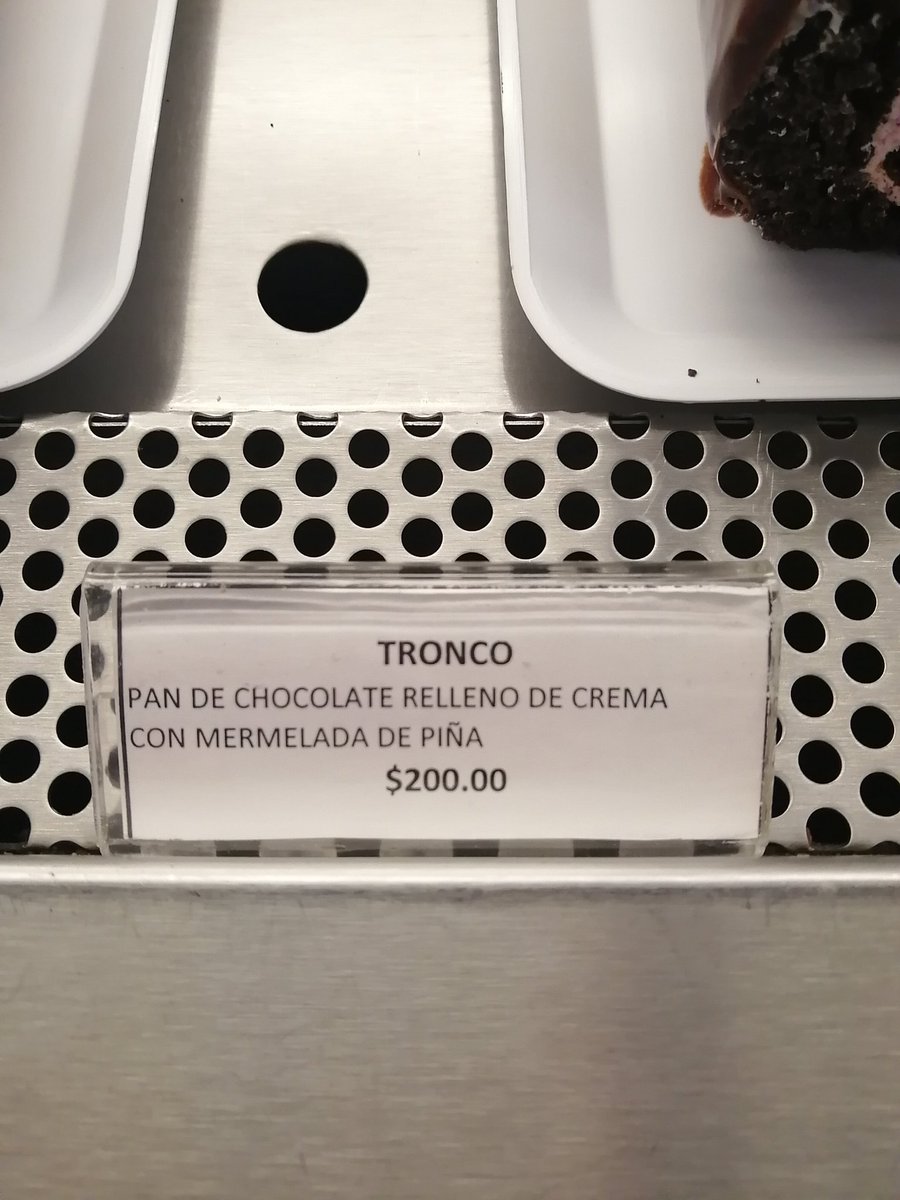 TRONCO
PAN DE CHOCOLATE RELLENO DE CREMA
CON MERMELADA DE PIÑA
$200.00